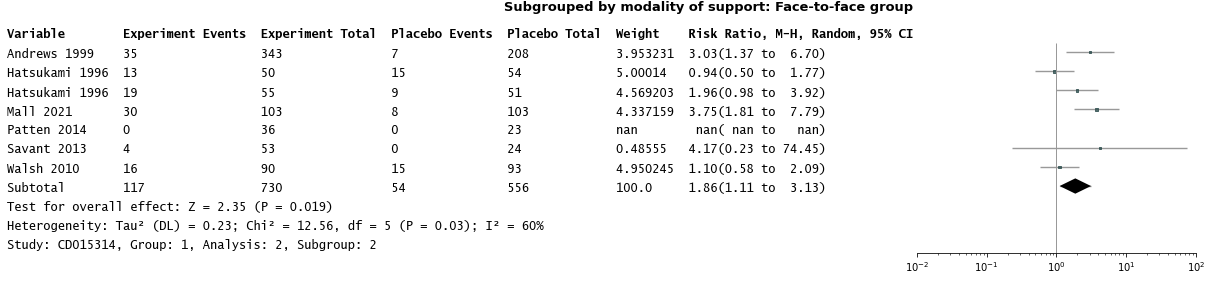 Subgrouped by modality of support: Face-to-face group
Variable Experiment Events Experiment Total Placebo Events Placebo Total Weight Risk Ratio, M-H, Random, 95% CI
Andrews 1999 35 343 7 208 3.953231 3.03(1.37 to 6.70)
Hatsukami 1996 13 50 15 54 5.00014 0.94(0.50 to 1.77)
Hatsukami 1996 19 55 9 51 4.569203 1.96(0.98 to 3.92)
Mall 2021 30 103 8 103 4.337159 3.75(1.81 to 7.79)
Patten 2014 0 36 0 23 nan nan( nan to nan)
Savant 2013 4 53 0 24 0.48555 4.17(0.23 to 74.45)
Walsh 2010 16 90 15 93 4.950245 1.10(0.58 to 2.09)
Subtotal 117 730 54 556 100.0 1.86(1.11 to 3.13)
Test for overall effect: Z = 2.35 (P = 0.019)
Heterogeneity: Tau² (DL) = 0.23; Chi² = 12.56, df = 5 (P = 0.03); I² = 60%
Study: CD015314, Group: 1, Analysis: 2, Subgroup: 2
10⁻² 10⁻¹ 10⁰ 10¹ 10²